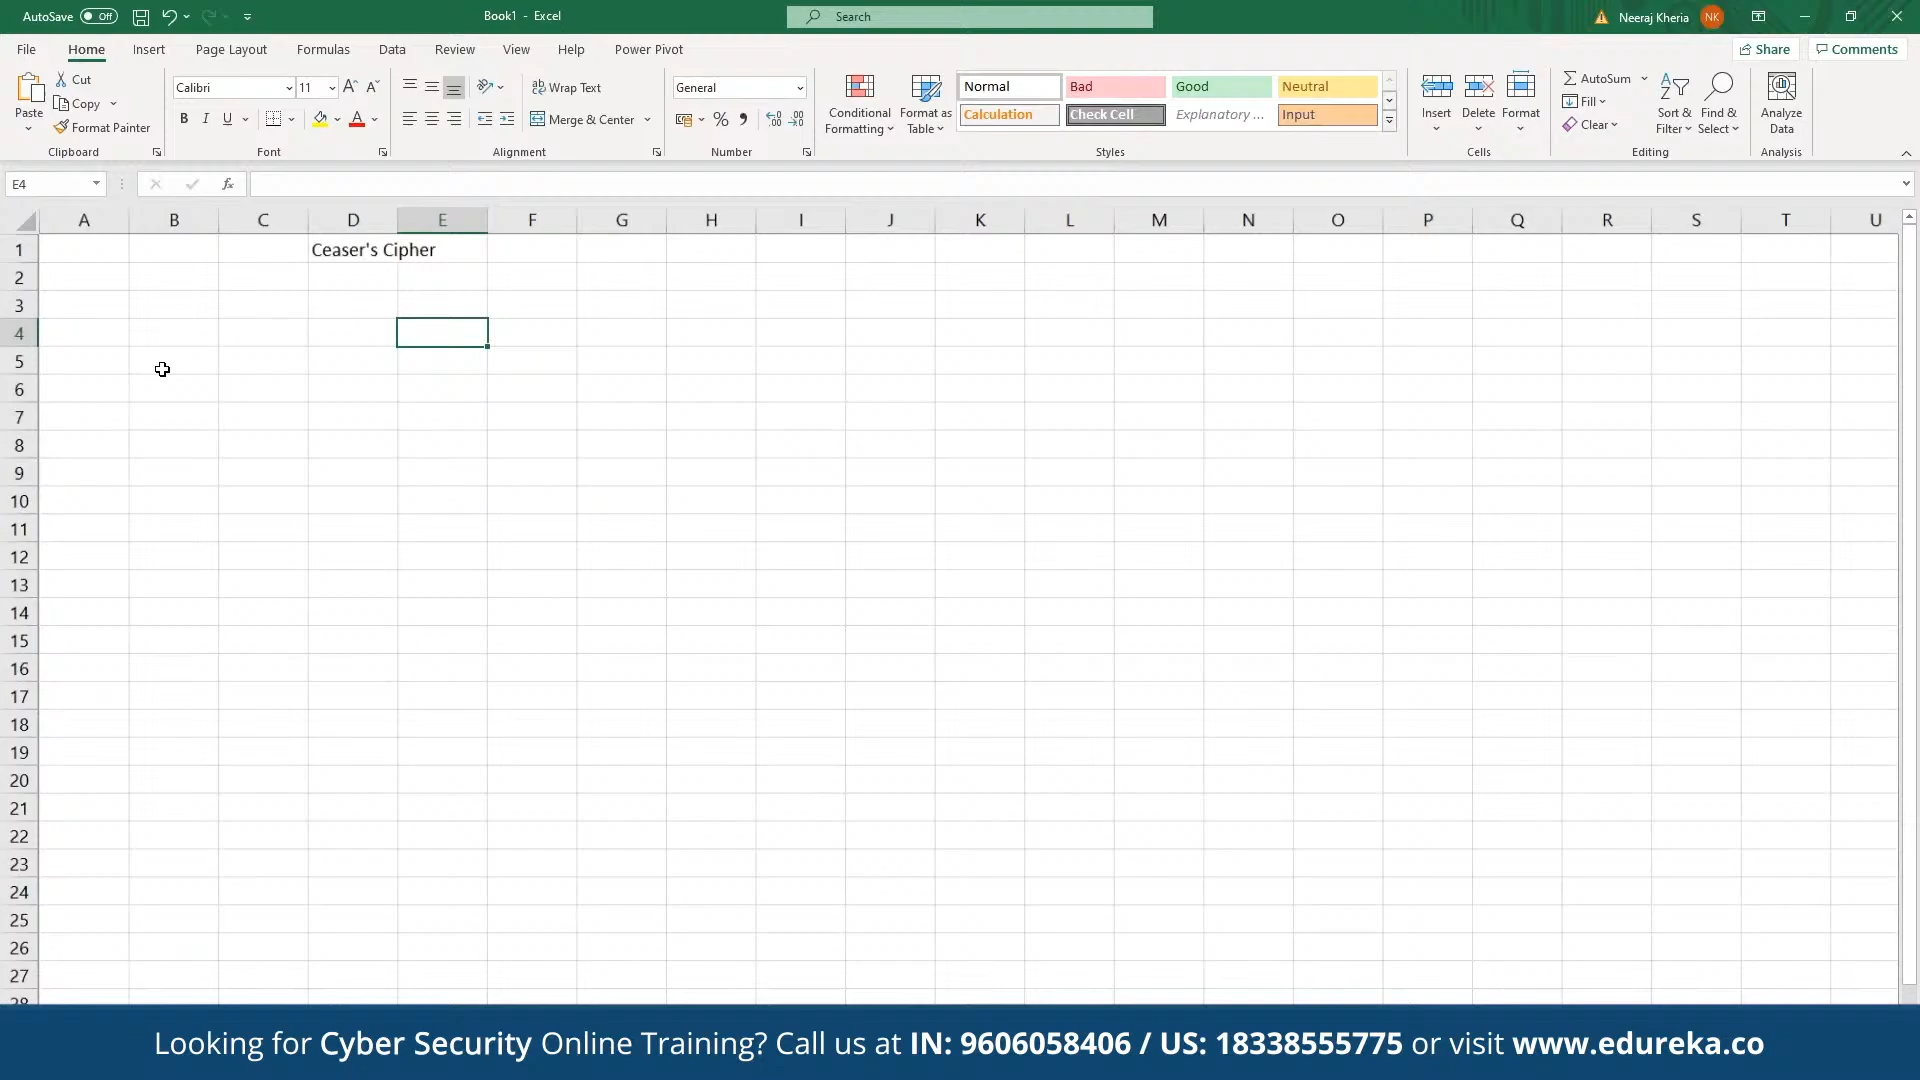 AutoSave Off Book1 - Excel Search Neeraj Kheria NK
File Home Insert Page Layout Formulas Data Review View Help Power Pivot Share Comments
Paste Cut Copy Format Painter Clipboard
Calibri 11 B I U A A A Font
ab Wrap Text Merge & Center Alignment
General % Number
Conditional Formatting Format as Table
Normal Bad Good Neutral
Calculation Check Cell Explanatory ... Input
Styles
Insert Delete Format Cells
AutoSum Fill Clear Sort & Filter Find & Select Editing
Analyze Data Analysis
E4 fx
A B C D E F G H I J K L M N O P Q R S T U
1 Ceaser's Cipher
2
3
4
5
6
7
8
9
10
11
12
13
14
15
16
17
18
19
20
21
22
23
24
25
26
27
28
Looking for Cyber Security Online Training? Call us at IN: 9606058406 / US: 18338555775 or visit www.edureka.co